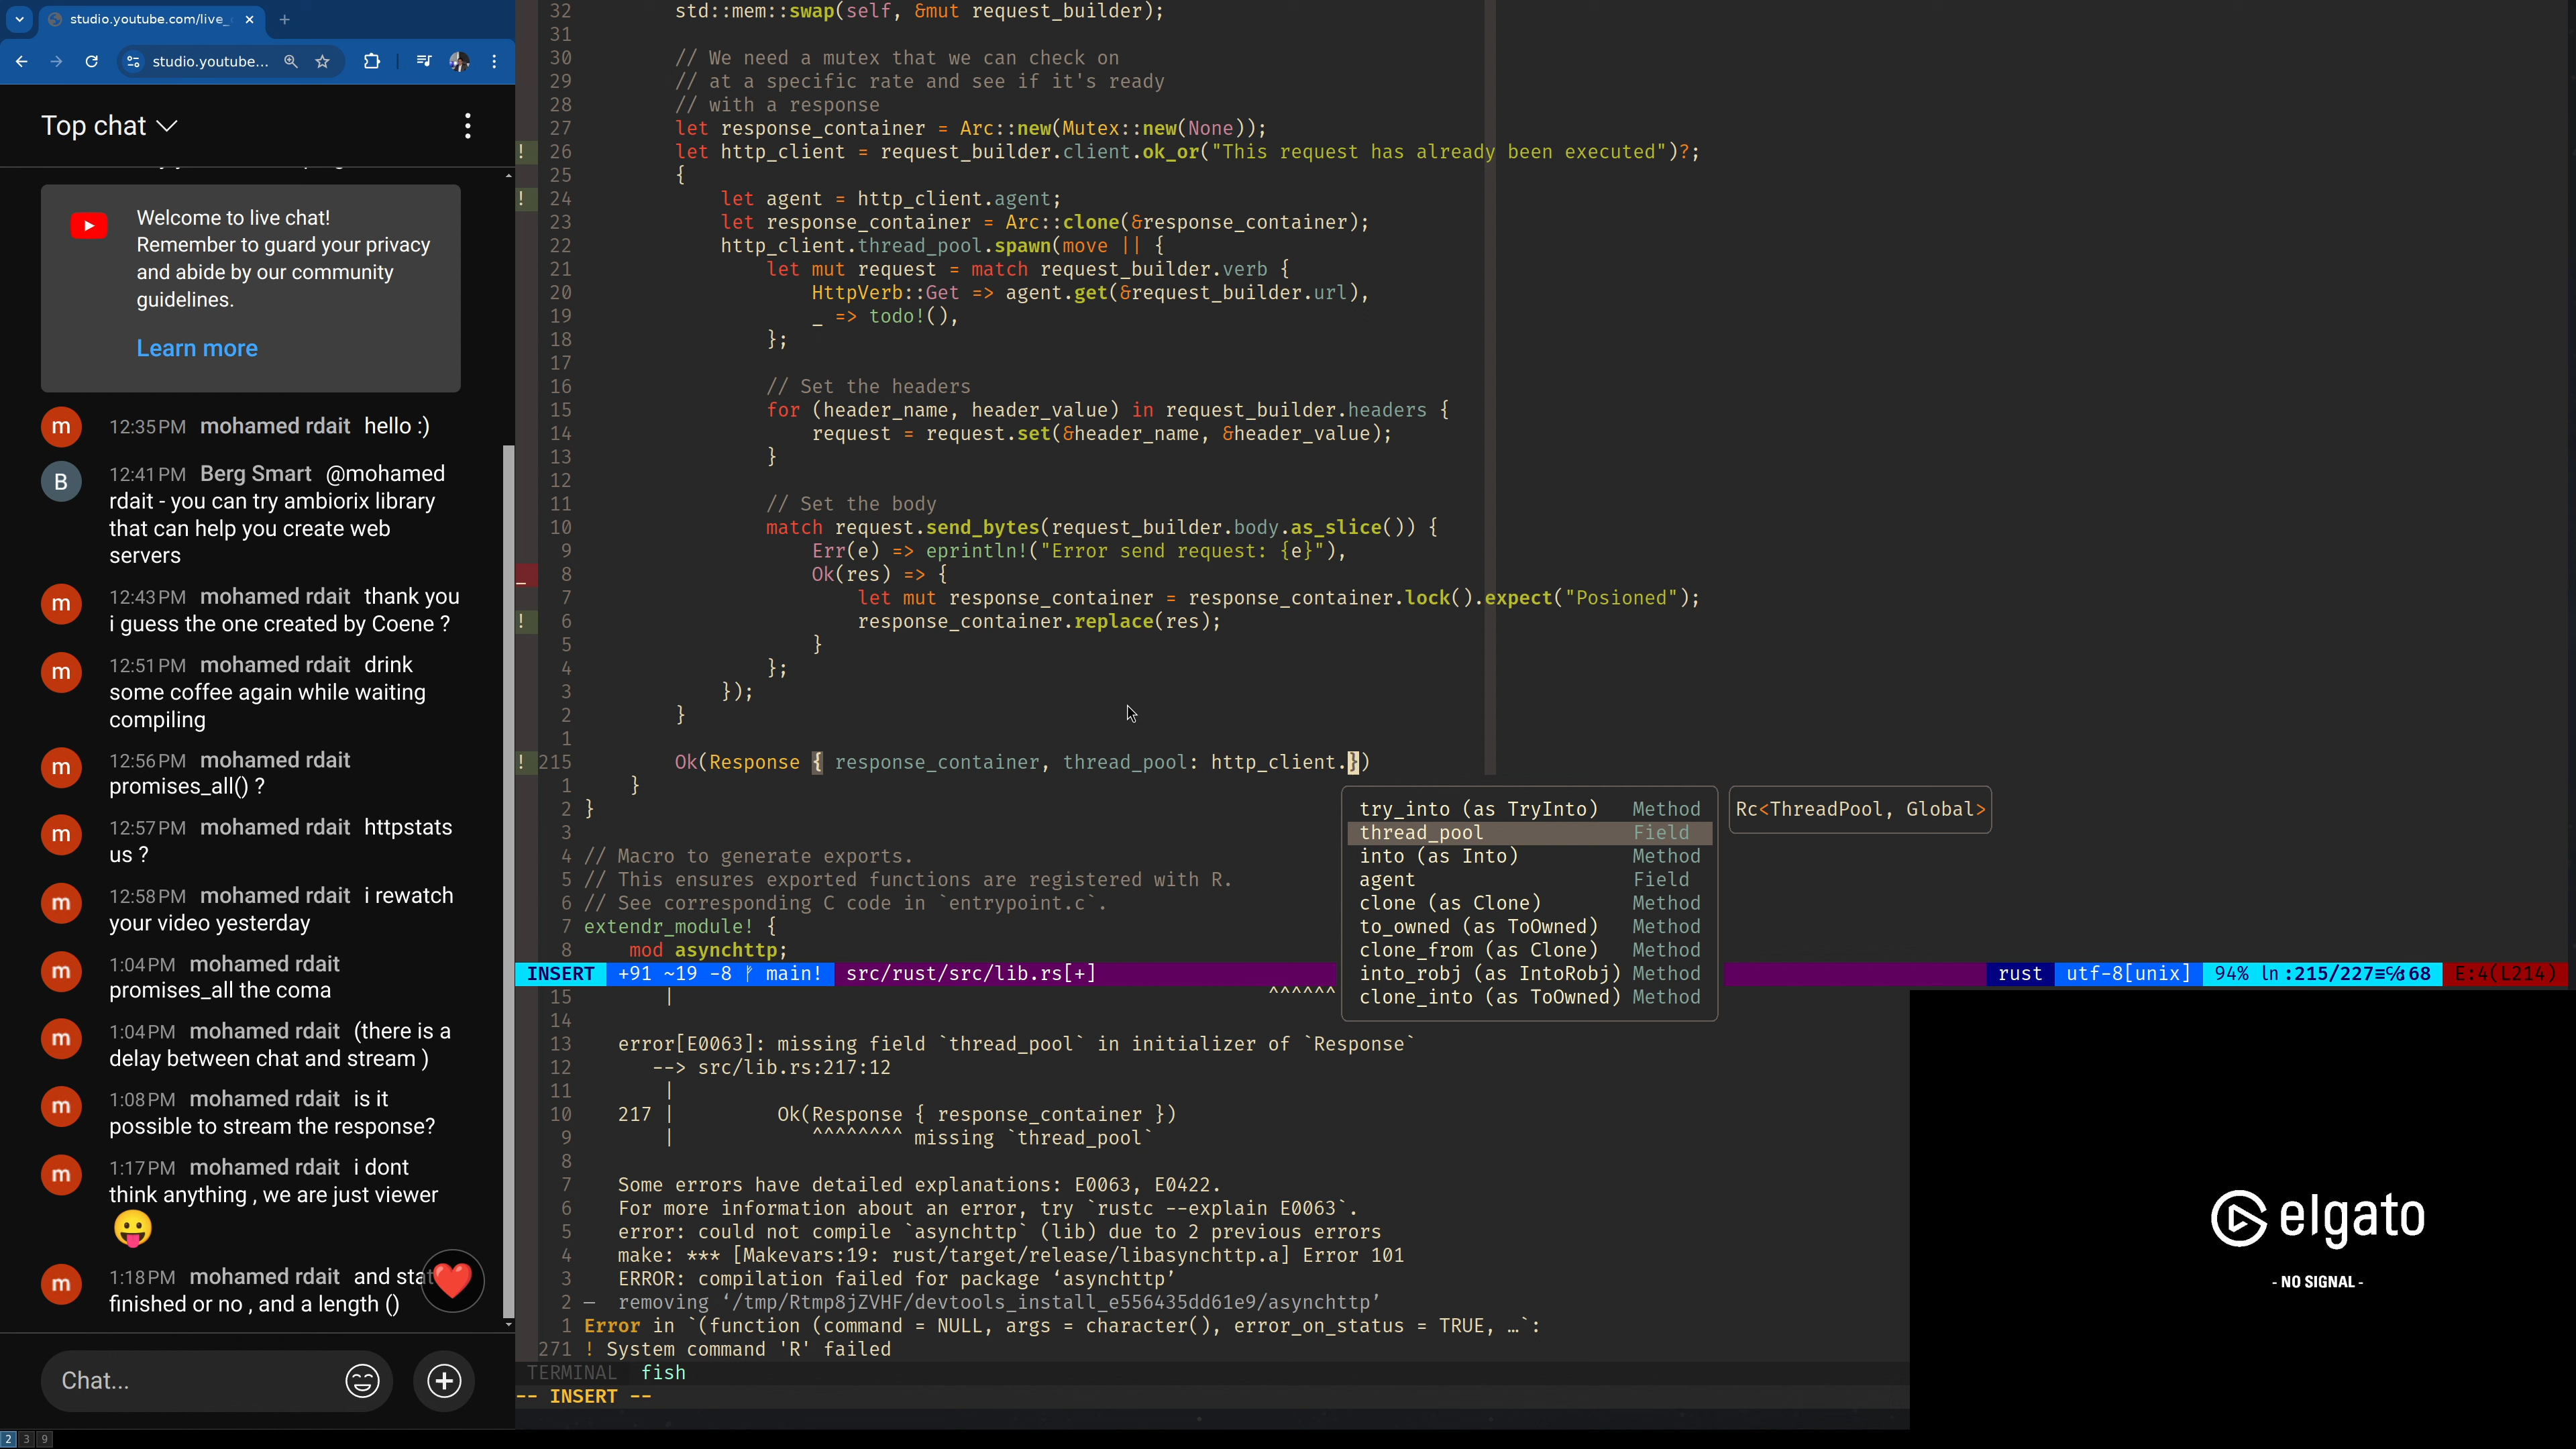 studio.youtube.com/live_
studio.youtube...
Top chat
Welcome to live chat!
Remember to guard your privacy
and abide by our community
guidelines.
Learn more
m 12:35 PM mohamed rdait hello :)
B 12:41 PM Berg Smart @mohamed
rdait - you can try ambiorix library
that can help you create web
servers
m 12:43 PM mohamed rdait thank you
i guess the one created by Coene ?
m 12:51 PM mohamed rdait drink
some coffee again while waiting
compiling
m 12:56 PM mohamed rdait
promises_all() ?
m 12:57 PM mohamed rdait httpstats
us ?
m 12:58 PM mohamed rdait i rewatch
your video yesterday
m 1:04 PM mohamed rdait
promises_all the coma
m 1:04 PM mohamed rdait (there is a
delay between chat and stream )
m 1:08 PM mohamed rdait is it
possible to stream the response?
m 1:17 PM mohamed rdait i dont
think anything , we are just viewer
😛
m 1:18 PM mohamed rdait and stat
finished or no , and a length ()
Chat...
2 3 9
32 std::mem::swap(self, &mut request_builder);
31
30 // We need a mutex that we can check on
29 // at a specific rate and see if it's ready
28 // with a response
27 let response_container = Arc::new(Mutex::new(None));
! 26 let http_client = request_builder.client.ok_or("This request has already been executed")?;
25 {
! 24 let agent = http_client.agent;
23 let response_container = Arc::clone(&response_container);
22 http_client.thread_pool.spawn(move || {
21 let mut request = match request_builder.verb {
20 HttpVerb::Get => agent.get(&request_builder.url),
19 _ => todo!(),
18 };
17
16 // Set the headers
15 for (header_name, header_value) in request_builder.headers {
14 request = request.set(&header_name, &header_value);
13 }
12
11 // Set the body
10 match request.send_bytes(request_builder.body.as_slice()) {
9 Err(e) => eprintln!("Error send request: {e}"),
_ 8 Ok(res) => {
7 let mut response_container = response_container.lock().expect("Posioned");
! 6 response_container.replace(res);
5 }
4 };
3 });
2 }
1
! 215 Ok(Response { response_container, thread_pool: http_client.})
1 }
2 }
3
4 // Macro to generate exports.
5 // This ensures exported functions are registered with R.
6 // See corresponding C code in `entrypoint.c`.
7 extendr_module! {
8 mod asynchttp;
try_into (as TryInto) Method
thread_pool Field
into (as Into) Method
agent Field
clone (as Clone) Method
to_owned (as ToOwned) Method
clone_from (as Clone) Method
into_robj (as IntoRobj) Method
clone_into (as ToOwned) Method
Rc<ThreadPool, Global>
INSERT +91 ~19 -8 ᚠ main! src/rust/src/lib.rs[+] rust utf-8[unix] 94% ln:215/227≡℅:68 E:4(L214)
15 | ^^^^^^
14
13 error[E0063]: missing field `thread_pool` in initializer of `Response`
12 --> src/lib.rs:217:12
11 |
10 217 | Ok(Response { response_container })
9 | ^^^^^^^^ missing `thread_pool`
8
7 Some errors have detailed explanations: E0063, E0422.
6 For more information about an error, try `rustc --explain E0063`.
5 error: could not compile `asynchttp` (lib) due to 2 previous errors
4 make: *** [Makevars:19: rust/target/release/libasynchttp.a] Error 101
3 ERROR: compilation failed for package ‘asynchttp’
2 ─ removing ‘/tmp/Rtmp8jZVHF/devtools_install_e556435dd61e9/asynchttp’
1 Error in `(function (command = NULL, args = character(), error_on_status = TRUE, …`:
271 ! System command 'R' failed
TERMINAL fish
-- INSERT --
elgato
- NO SIGNAL -